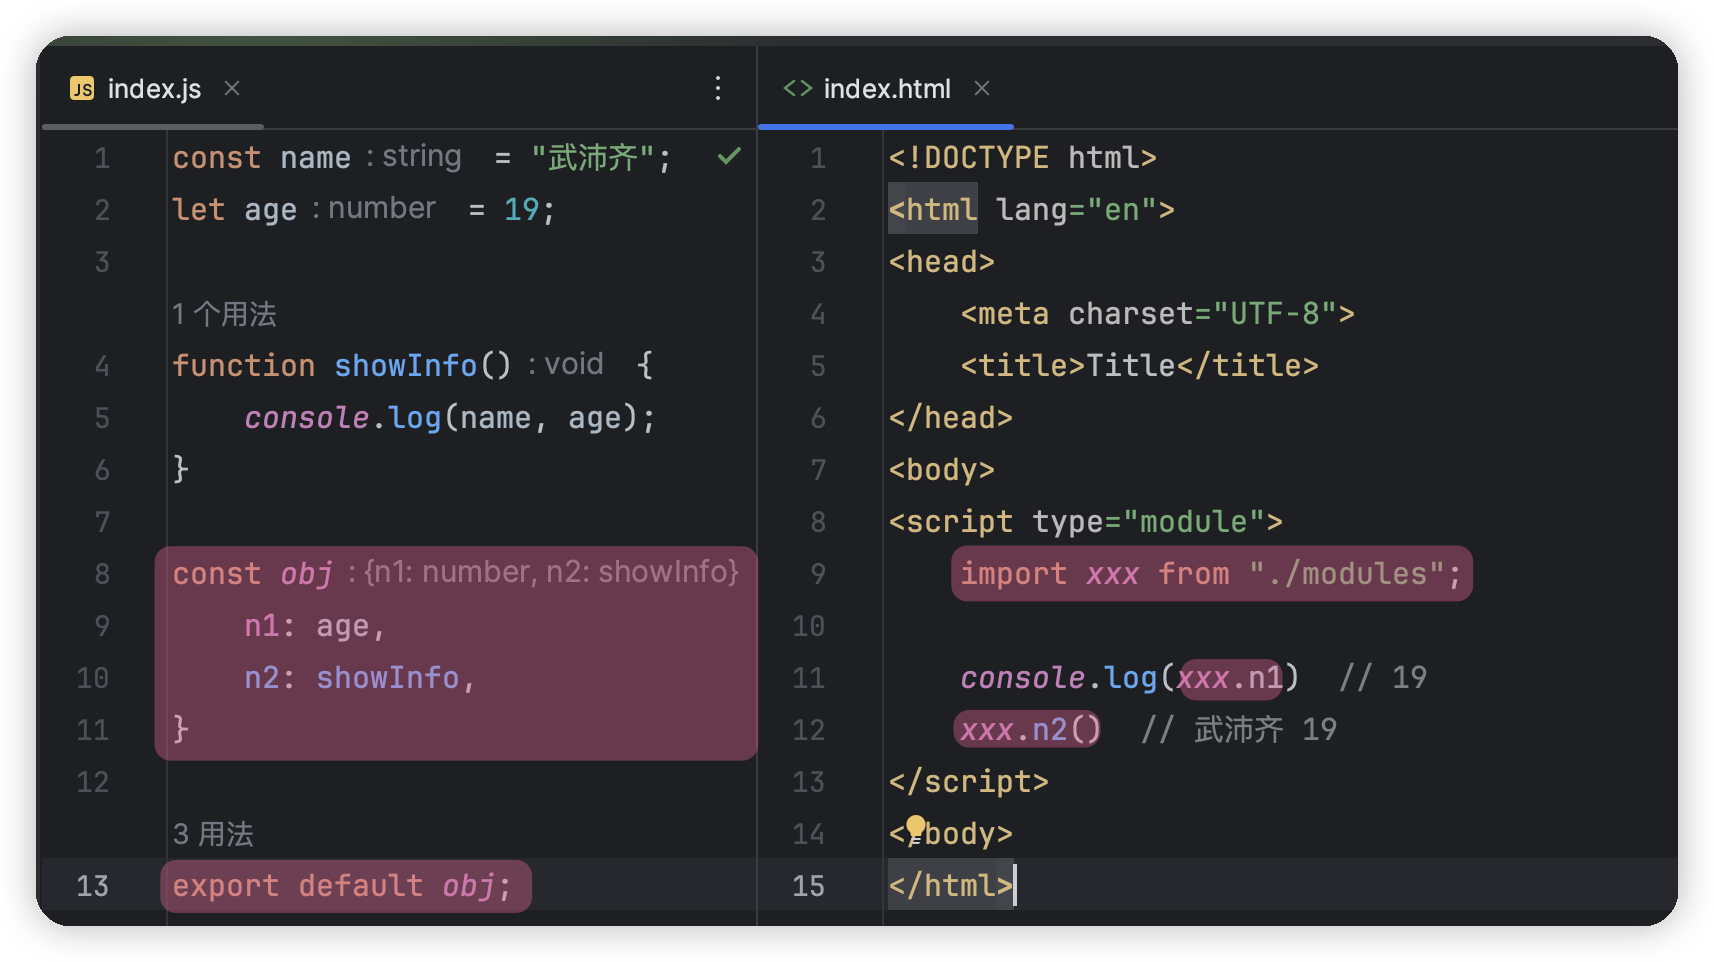 JS index.js ×
1 const name : string = "武沛齐";
2 let age : number = 19;
3
1 个用法
4 function showInfo() : void {
5 console.log(name, age);
6 }
7
8 const obj : {n1: number, n2: showInfo}
9 n1: age,
10 n2: showInfo,
11 }
12
3 用法
13 export default obj;
<> index.html ×
1 <!DOCTYPE html>
2 <html lang="en">
3 <head>
4 <meta charset="UTF-8">
5 <title>Title</title>
6 </head>
7 <body>
8 <script type="module">
9 import xxx from "./modules";
10
11 console.log(xxx.n1) // 19
12 xxx.n2() // 武沛齐 19
13 </script>
14 </body>
15 </html>